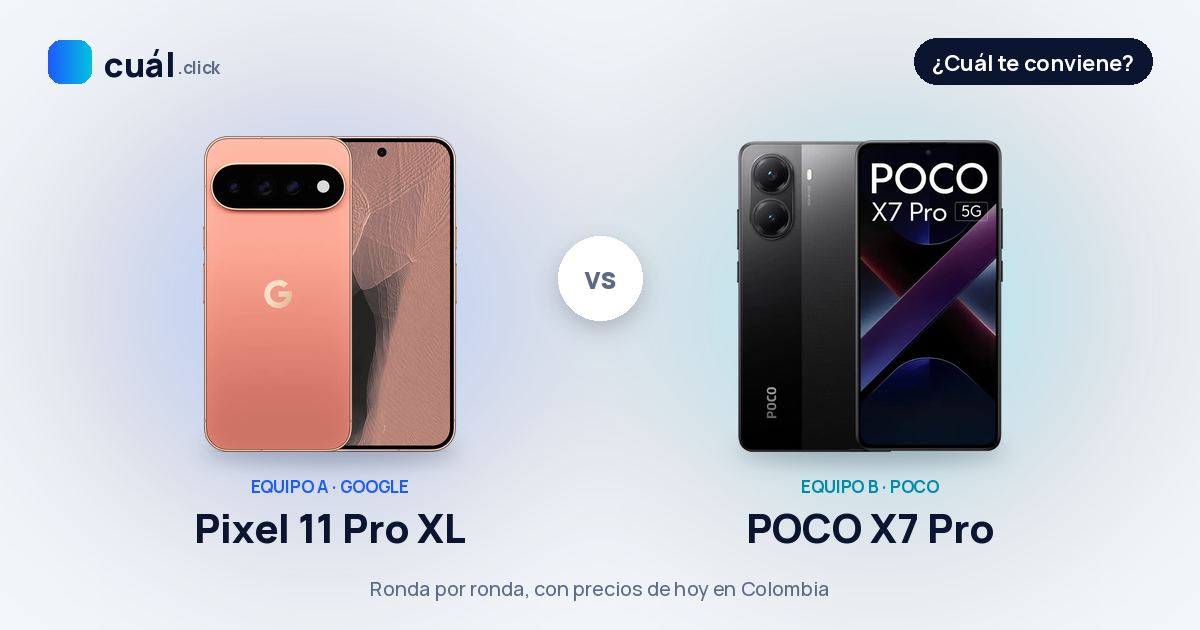 cuál.click
¿Cuál te conviene?
POCO
X7 Pro 5G
G
POCO
VS
EQUIPO A · GOOGLE
Pixel 11 Pro XL
EQUIPO B · POCO
POCO X7 Pro
Ronda por ronda, con precios de hoy en Colombia